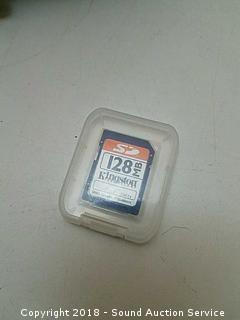 SD
128 MB
Kingston
Copyright 2018 - Sound Auction Service